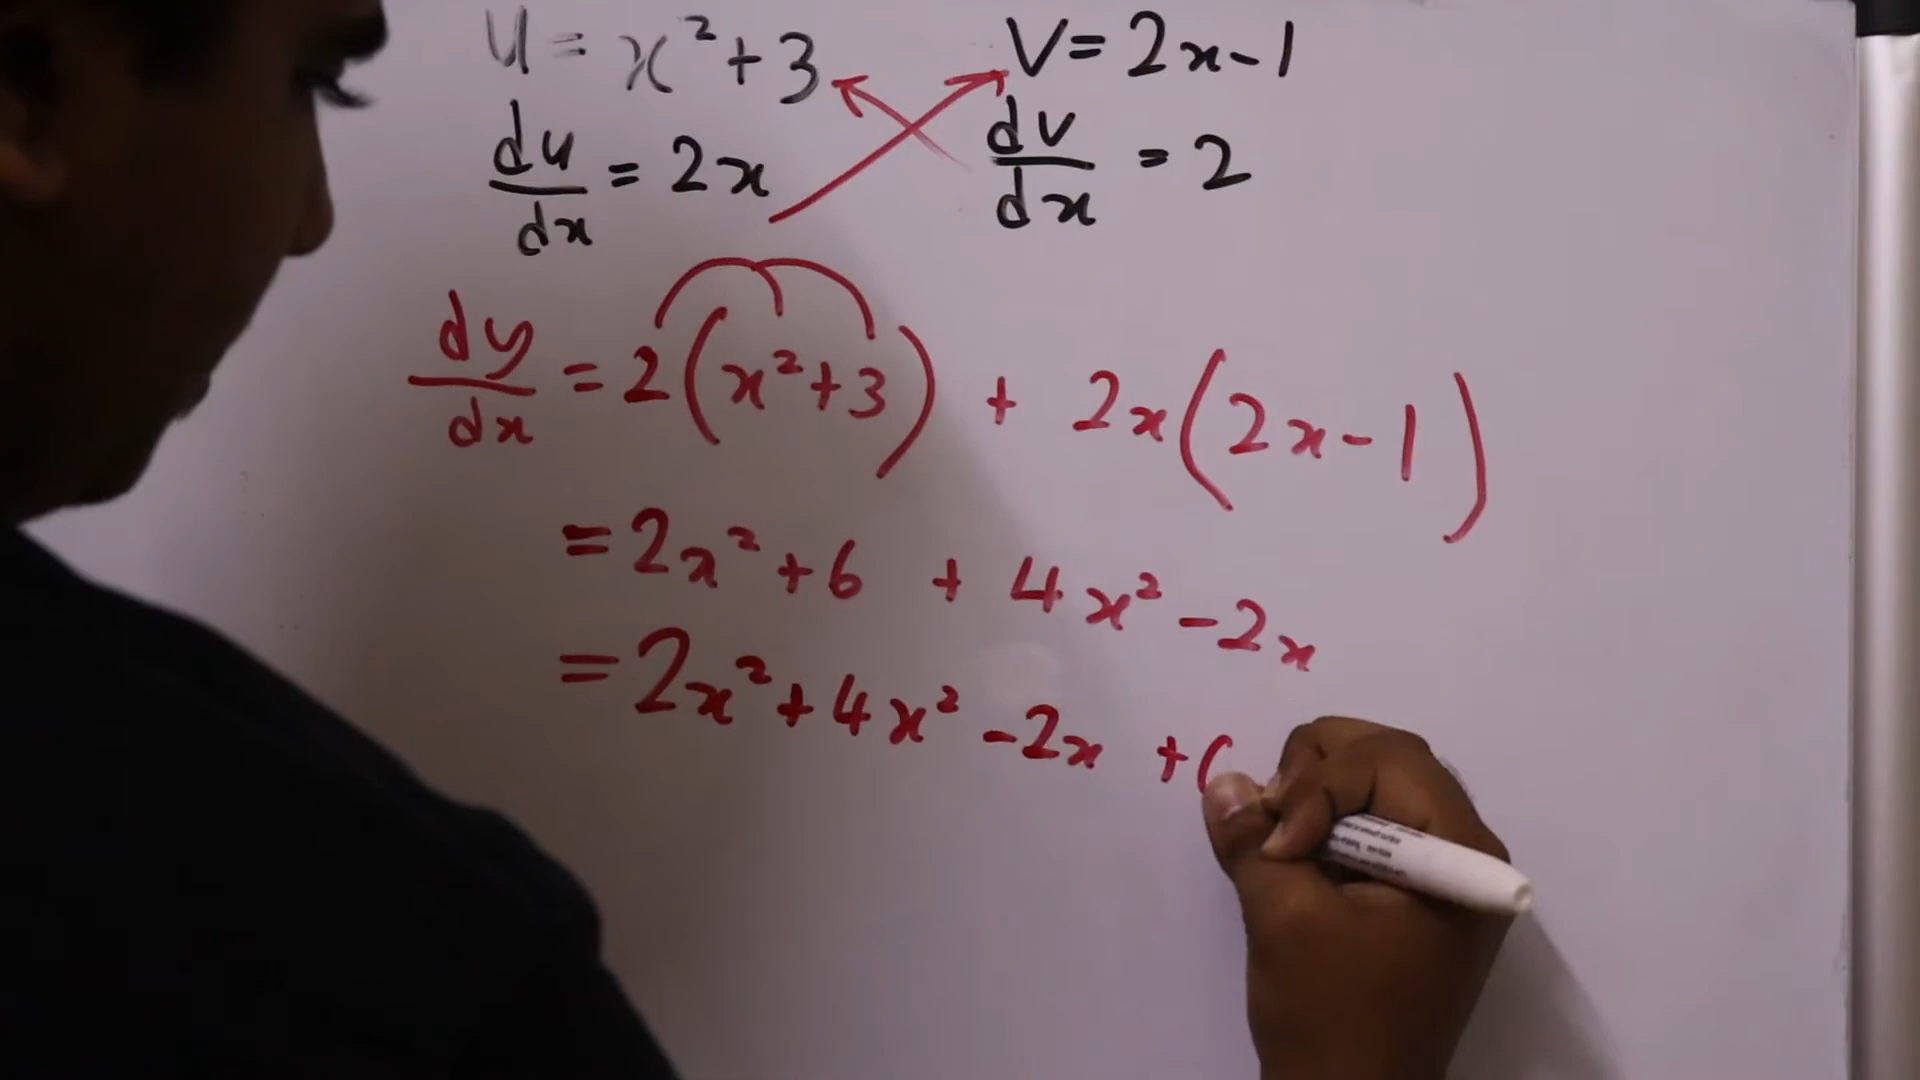 u = x²+3 v = 2x-1
du/dx = 2x dv/dx = 2
dy/dx = 2(x²+3) + 2x(2x-1)
= 2x²+6 + 4x²-2x
= 2x²+4x²-2x +